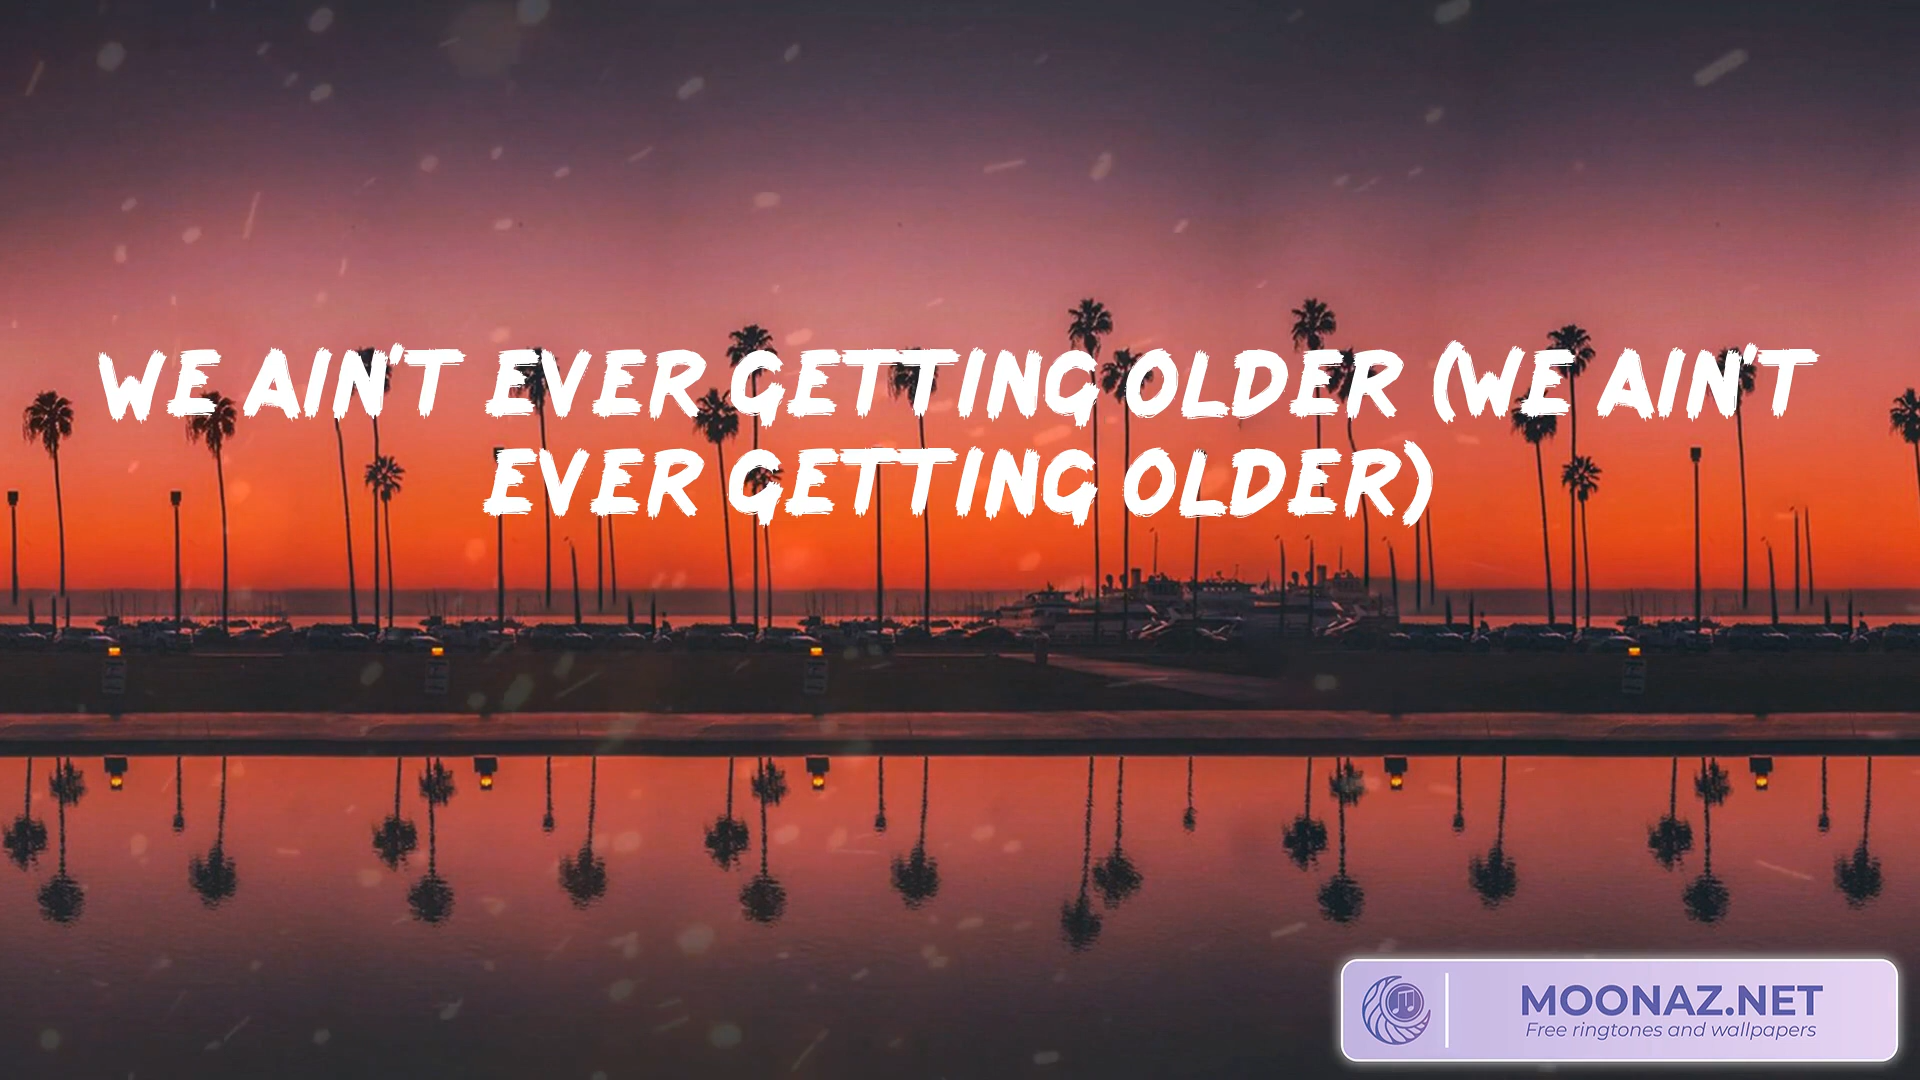 WE AIN'T EVER GETTING OLDER (WE AIN'T
EVER GETTING OLDER)
MOONAZ.NET
Free ringtones and wallpapers